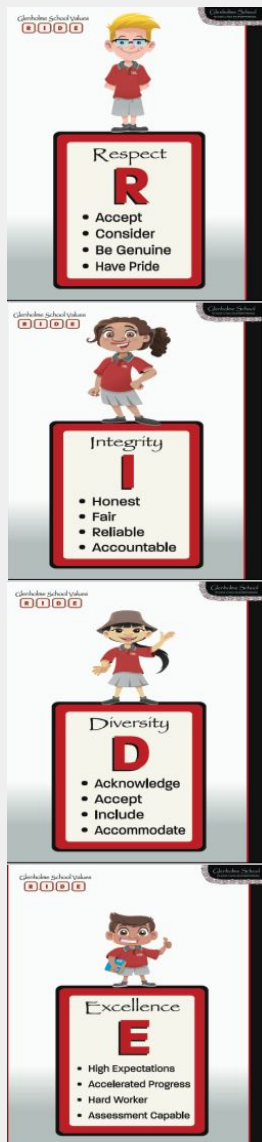 Glenholme School Values
R I D E
Glenholme School
Respect
R
• Accept
• Consider
• Be Genuine
• Have Pride
Glenholme School Values
R I D E
Glenholme School
Integrity
I
• Honest
• Fair
• Reliable
• Accountable
Glenholme School Values
R I D E
Glenholme School
Diversity
D
• Acknowledge
• Accept
• Include
• Accommodate
Glenholme School Values
R I D E
Glenholme School
Excellence
E
• High Expectations
• Accelerated Progress
• Hard Worker
• Assessment Capable